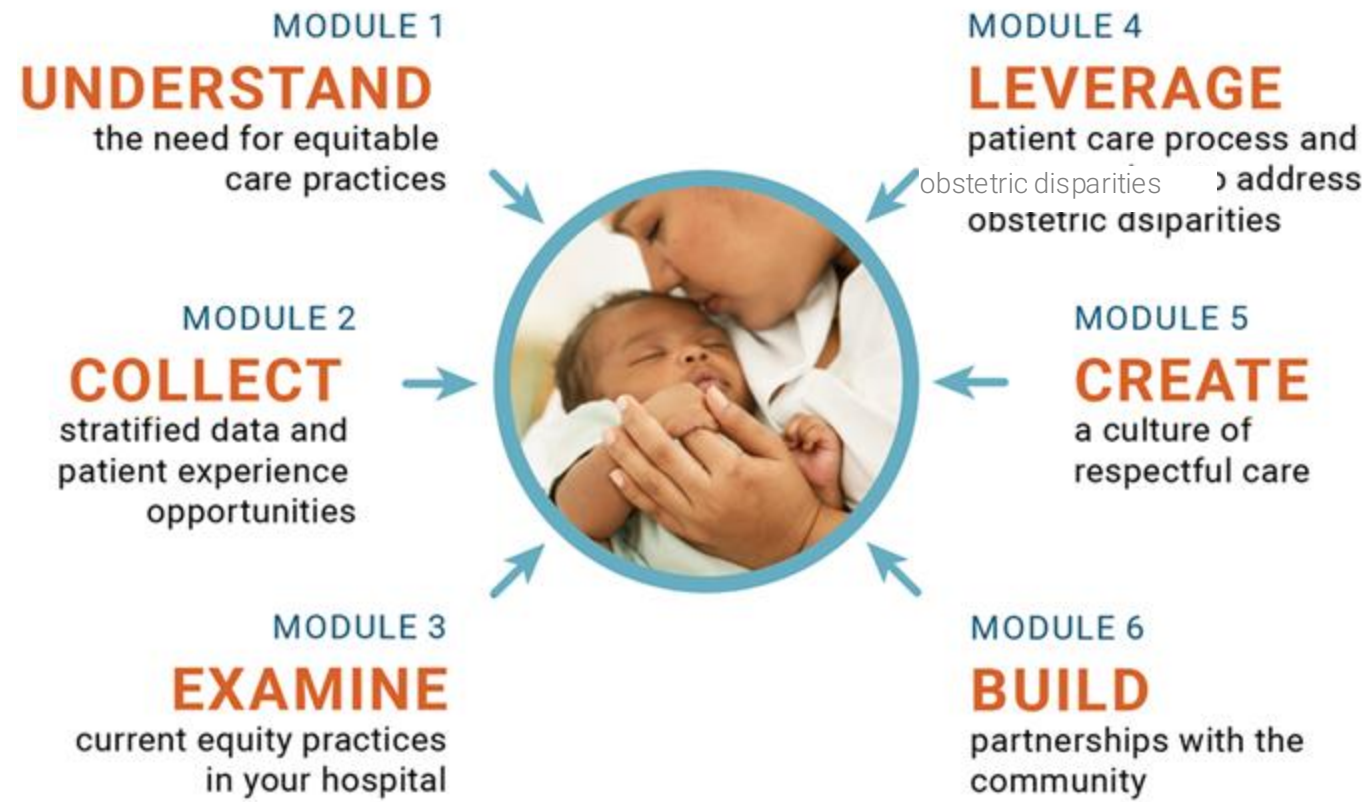 MODULE 1
UNDERSTAND
the need for equitable
care practices
MODULE 2
COLLECT
stratified data and
patient experience
opportunities
MODULE 3
EXAMINE
current equity practices
in your hospital
MODULE 4
LEVERAGE
patient care process and
obstetric disparities address
obstetric dsiparities
MODULE 5
CREATE
a culture of
respectful care
MODULE 6
BUILD
partnerships with the
community